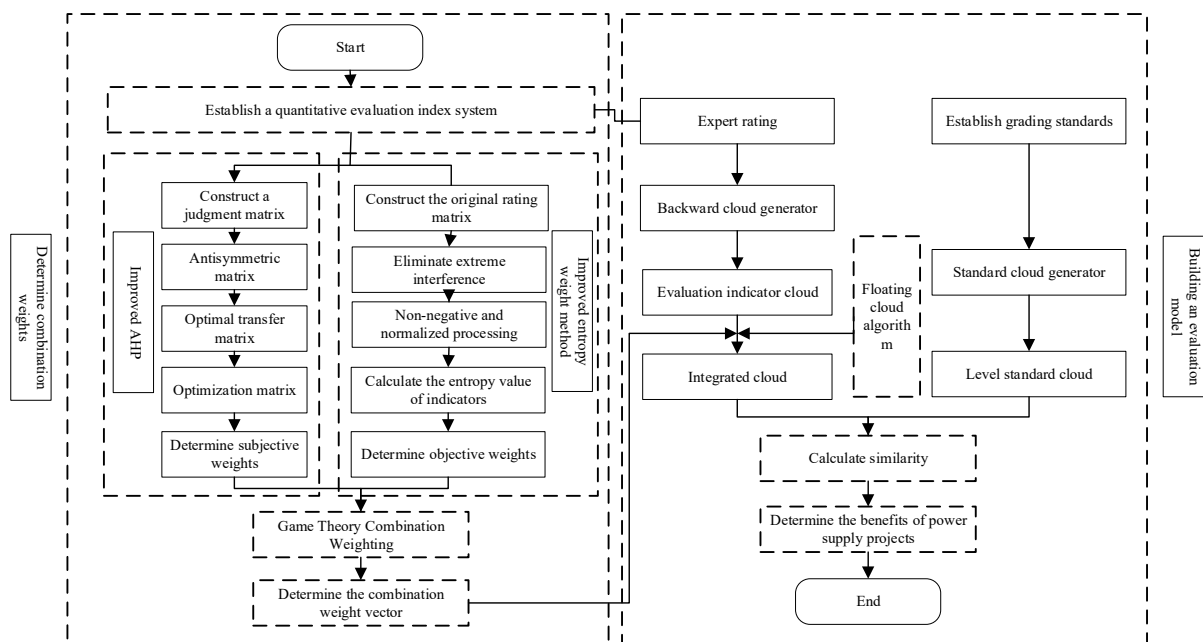 Start
Establish a quantitative evaluation index system
Determine combination
weights
Improved AHP
Construct a
judgment matrix
Antisymmetric
matrix
Optimal transfer
matrix
Optimization matrix
Determine subjective
weights
Construct the original rating
matrix
Eliminate extreme
interference
Non-negative and
normalized processing
Calculate the entropy value
of indicators
Determine objective weights
Improved entropy
weight method
Game Theory Combination
Weighting
Determine the combination
weight vector
Expert rating
Backward cloud generator
Evaluation indicator cloud
Integrated cloud
Floating
cloud
algorith
m
Establish grading standards
Standard cloud generator
Level standard cloud
Calculate similarity
Determine the benefits of power
supply projects
End
Building an evaluation
model